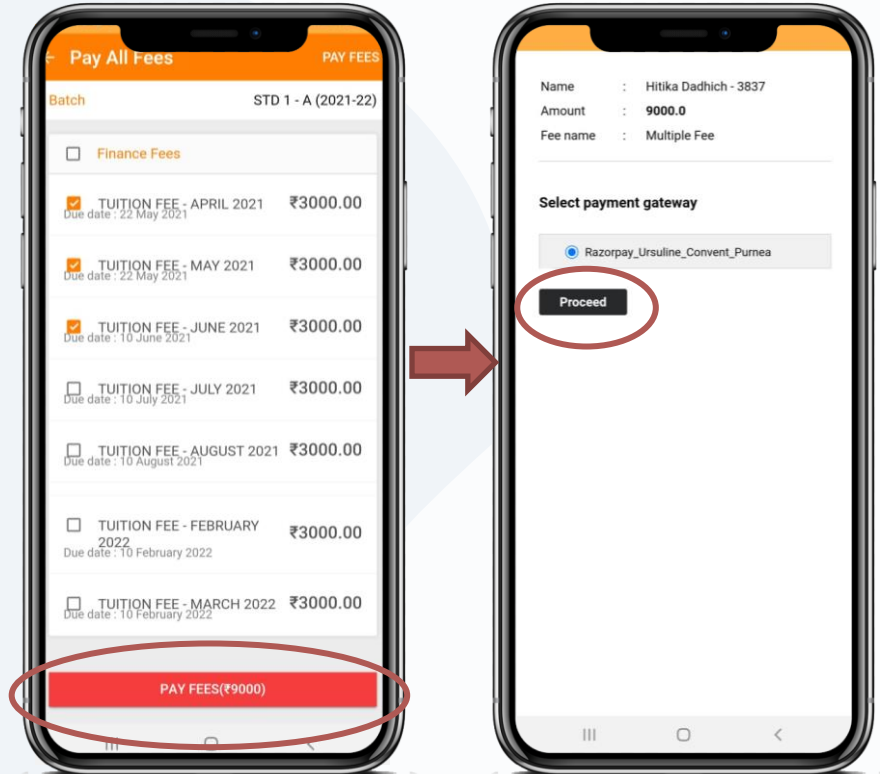 Pay All Fees PAY FEES
Batch STD 1 - A (2021-22)
Finance Fees
TUITION FEE - APRIL 2021 ₹3000.00
Due date : 22 May 2021
TUITION FEE - MAY 2021 ₹3000.00
Due date : 22 May 2021
TUITION FEE - JUNE 2021 ₹3000.00
Due date : 10 June 2021
TUITION FEE - JULY 2021 ₹3000.00
Due date : 10 July 2021
TUITION FEE - AUGUST 2021 ₹3000.00
Due date : 10 August 2021
TUITION FEE - FEBRUARY
2022 ₹3000.00
Due date : 10 February 2022
TUITION FEE - MARCH 2022 ₹3000.00
Due date : 10 February 2022
PAY FEES(₹9000)
Name : Hitika Dadhich - 3837
Amount : 9000.0
Fee name : Multiple Fee
Select payment gateway
Razorpay_Ursuline_Convent_Purnea
Proceed